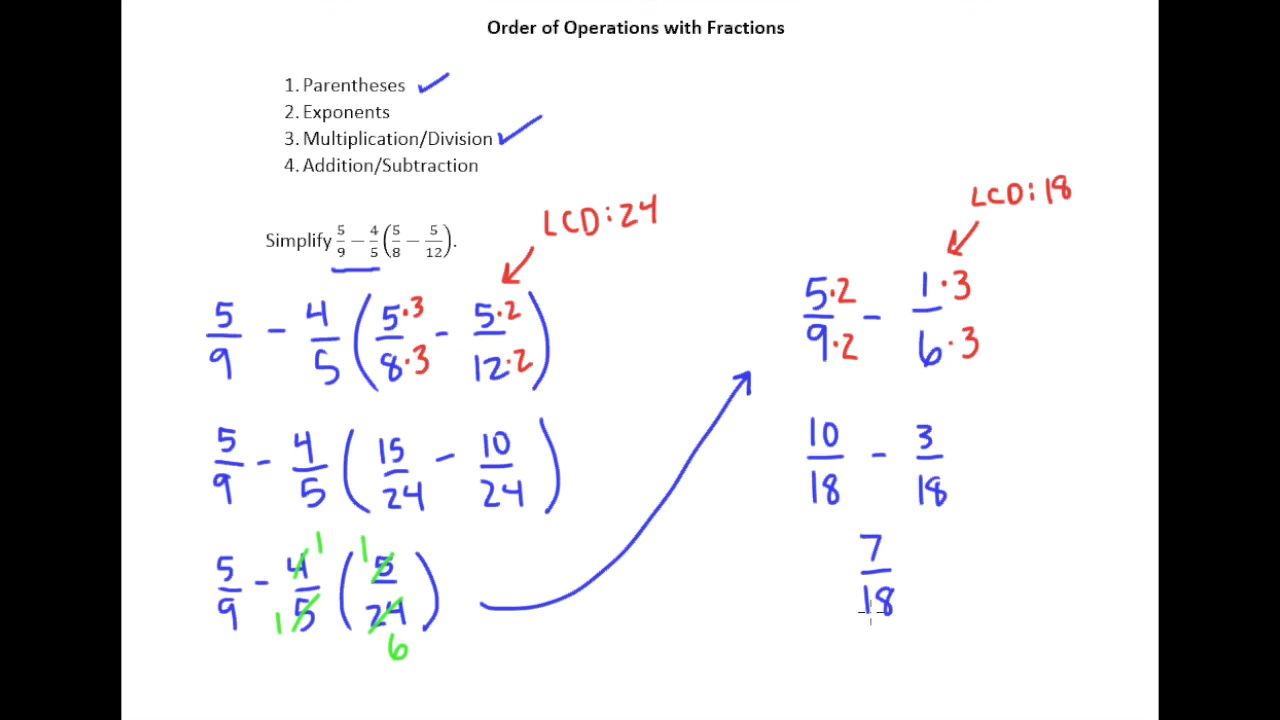 Order of Operations with Fractions
1. Parentheses ✓
2. Exponents
3. Multiplication/Division ✓
4. Addition/Subtraction
Simplify 5/9 − 4/5(5/8 − 5/12).
LCD: 24
5/9 − 4/5(5·3/8·3 − 5·2/12·2)
5/9 − 4/5(15/24 − 10/24)
5/9 − 4/5(5/24) 1 1 1 6
LCD: 18
5·2/9·2 − 1·3/6·3
10/18 − 3/18
7/18